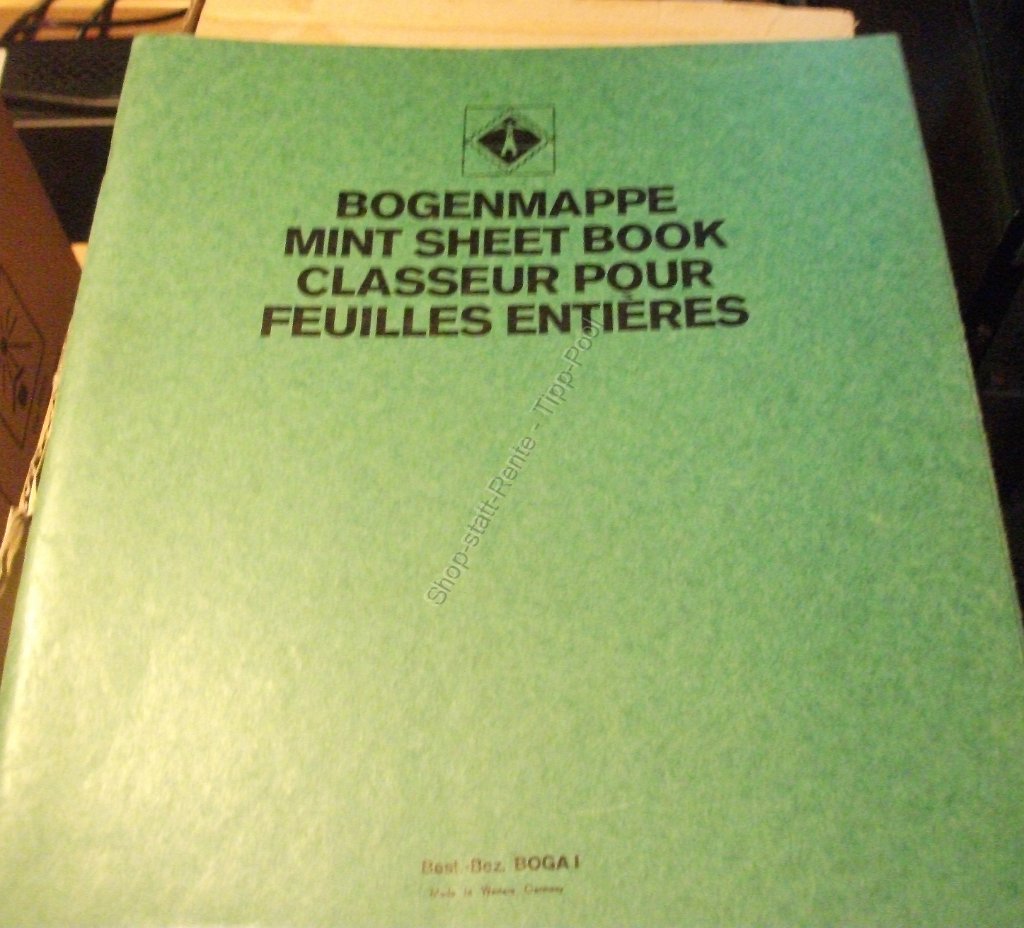 BOGENMAPPE
MINT SHEET BOOK
CLASSEUR POUR
FEUILLES ENTIÈRES
Shop-statt-Rente - Tipp-Pool
Best.-Bez. BOGA I
Made in Western Germany